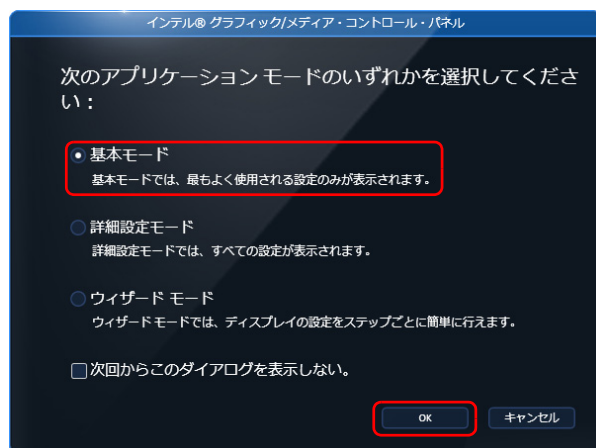 インテル® グラフィック/メディア・コントロール・パネル
次のアプリケーション モードのいずれかを選択してくださ
い：
基本モード
基本モードでは、最もよく使用される設定のみが表示されます。
詳細設定モード
詳細設定モードでは、すべての設定が表示されます。
ウィザード モード
ウィザード モードでは、ディスプレイの設定をステップごとに簡単に行えます。
次回からこのダイアログを表示しない。
OK キャンセル